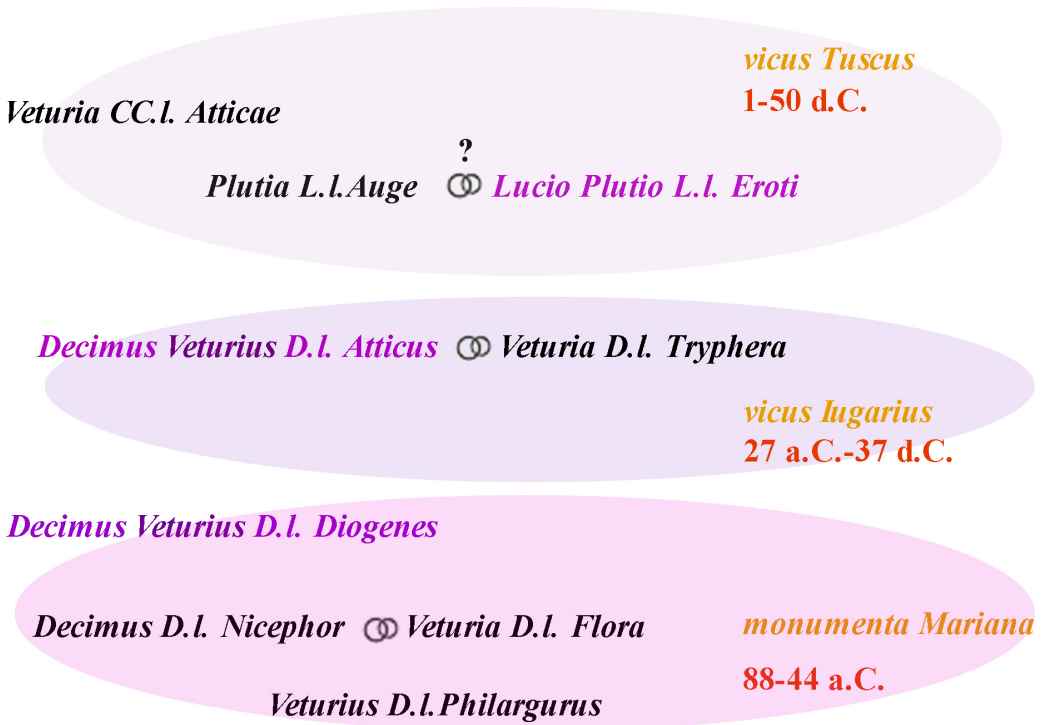 vicus Tuscus
1-50 d.C.
Veturia CC.l. Atticae
?
Plutia L.l.Auge Lucio Plutio L.l. Eroti
Decimus Veturius D.l. Atticus Veturia D.l. Tryphera
vicus Iugarius
27 a.C.-37 d.C.
Decimus Veturius D.l. Diogenes
Decimus D.l. Nicephor Veturia D.l. Flora
monumenta Mariana
88-44 a.C.
Veturius D.l.Philargurus